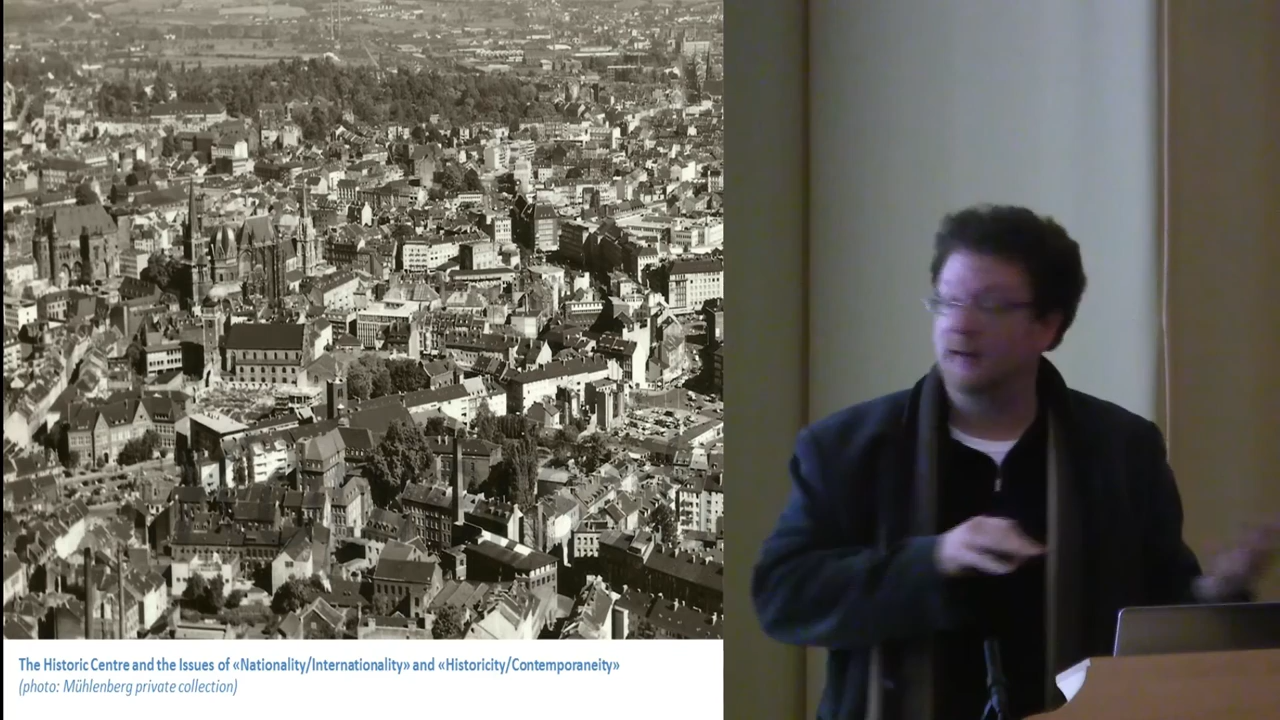 The Historic Centre and the Issues of «Nationality/Internationality» and «Historicity/Contemporaneity»
(photo: Mühlenberg private collection)